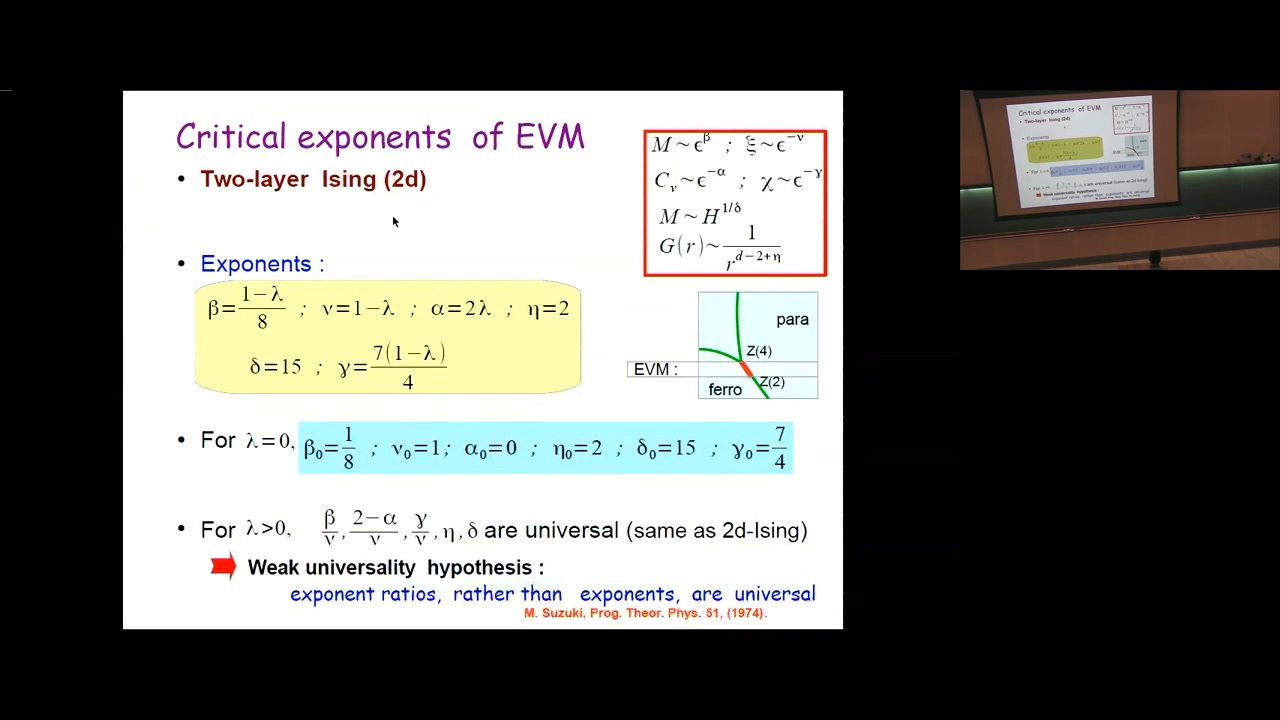 Critical exponents of EVM
• Two-layer Ising (2d)
M∼ϵ^β ; ξ∼ϵ^−ν
C_v∼ϵ^−α ; χ∼ϵ^−γ
M∼H^1/δ
G(r)∼1/r^d−2+η
• Exponents :
β=(1−λ)/8 ; ν=1−λ ; α=2λ ; η=2
δ=15 ; γ=7(1−λ)/4
para
Z(4)
EVM :
Z(2)
ferro
• For λ=0, β₀=1/8 ; ν₀=1; α₀=0 ; η₀=2 ; δ₀=15 ; γ₀=7/4
• For λ>0, β/ν, (2−α)/ν, γ/ν, η, δ are universal (same as 2d-Ising)
Weak universality hypothesis :
exponent ratios, rather than exponents, are universal
M. Suzuki, Prog. Theor. Phys. 51, (1974).